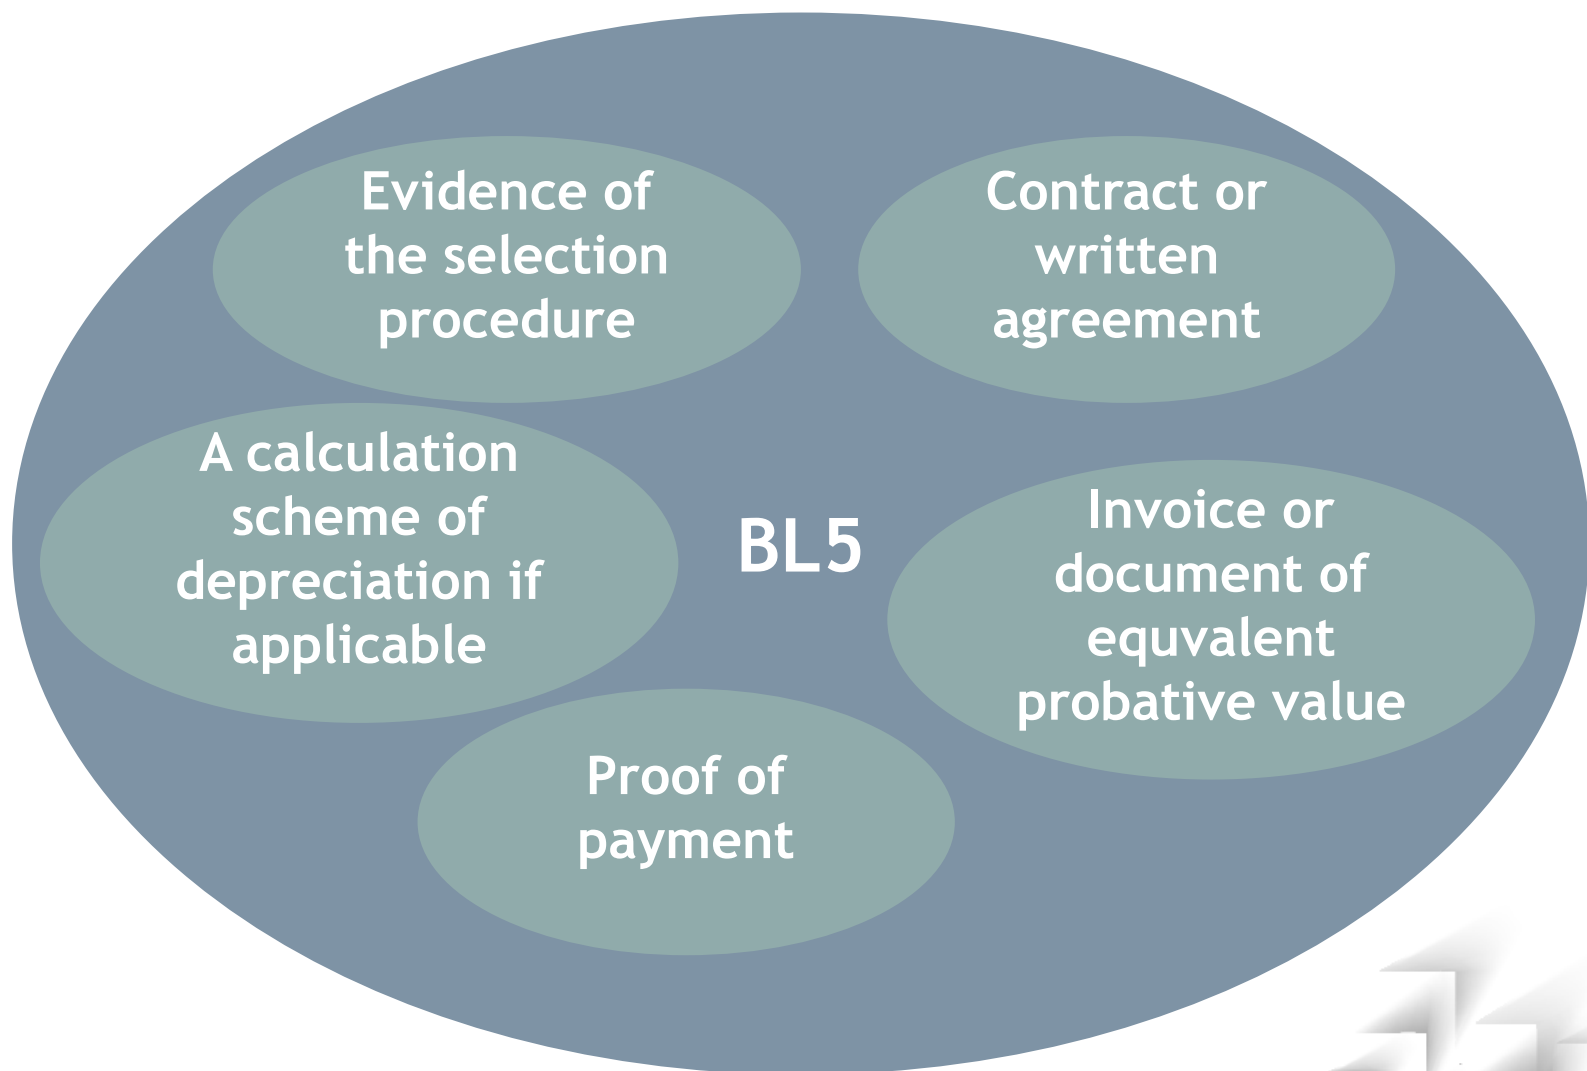 Evidence of
the selection
procedure
Contract or
written
agreement
A calculation
scheme of
depreciation if
applicable
BL5
Invoice or
document of
equvalent
probative value
Proof of
payment